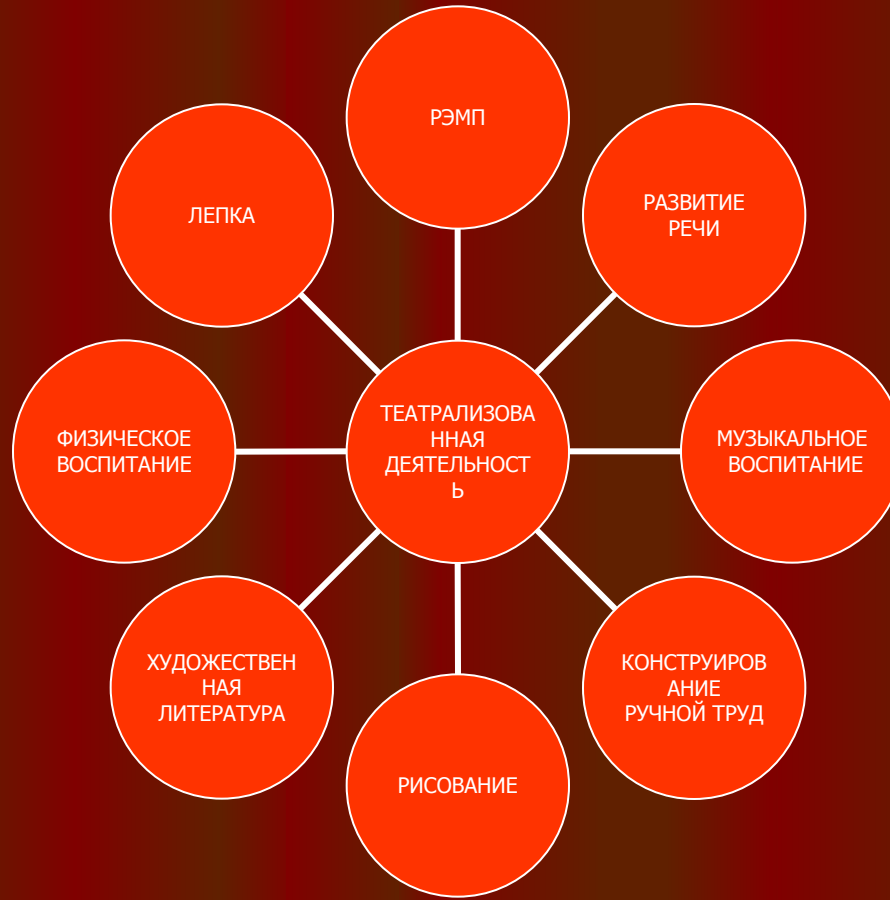 РЭМП
ЛЕПКА
РАЗВИТИЕ
РЕЧИ
ФИЗИЧЕСКОЕ
ВОСПИТАНИЕ
ТЕАТРАЛИЗОВА
ННАЯ
ДЕЯТЕЛЬНОСТ
Ь
МУЗЫКАЛЬНОЕ
ВОСПИТАНИЕ
ХУДОЖЕСТВЕН
НАЯ
ЛИТЕРАТУРА
КОНСТРУИРОВ
АНИЕ
РУЧНОЙ ТРУД
РИСОВАНИЕ